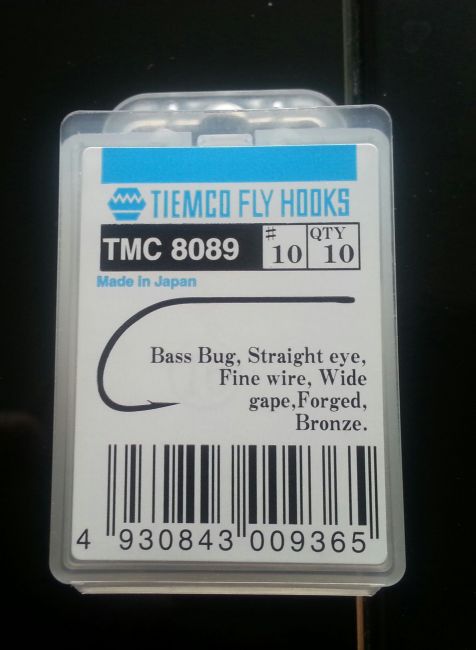 TIEMCO FLY HOOKS
TMC 8089 # 10 QTY 10
Made in Japan
Bass Bug, Straight eye,
Fine wire, Wide
gape,Forged,
Bronze.
4 930843 009365